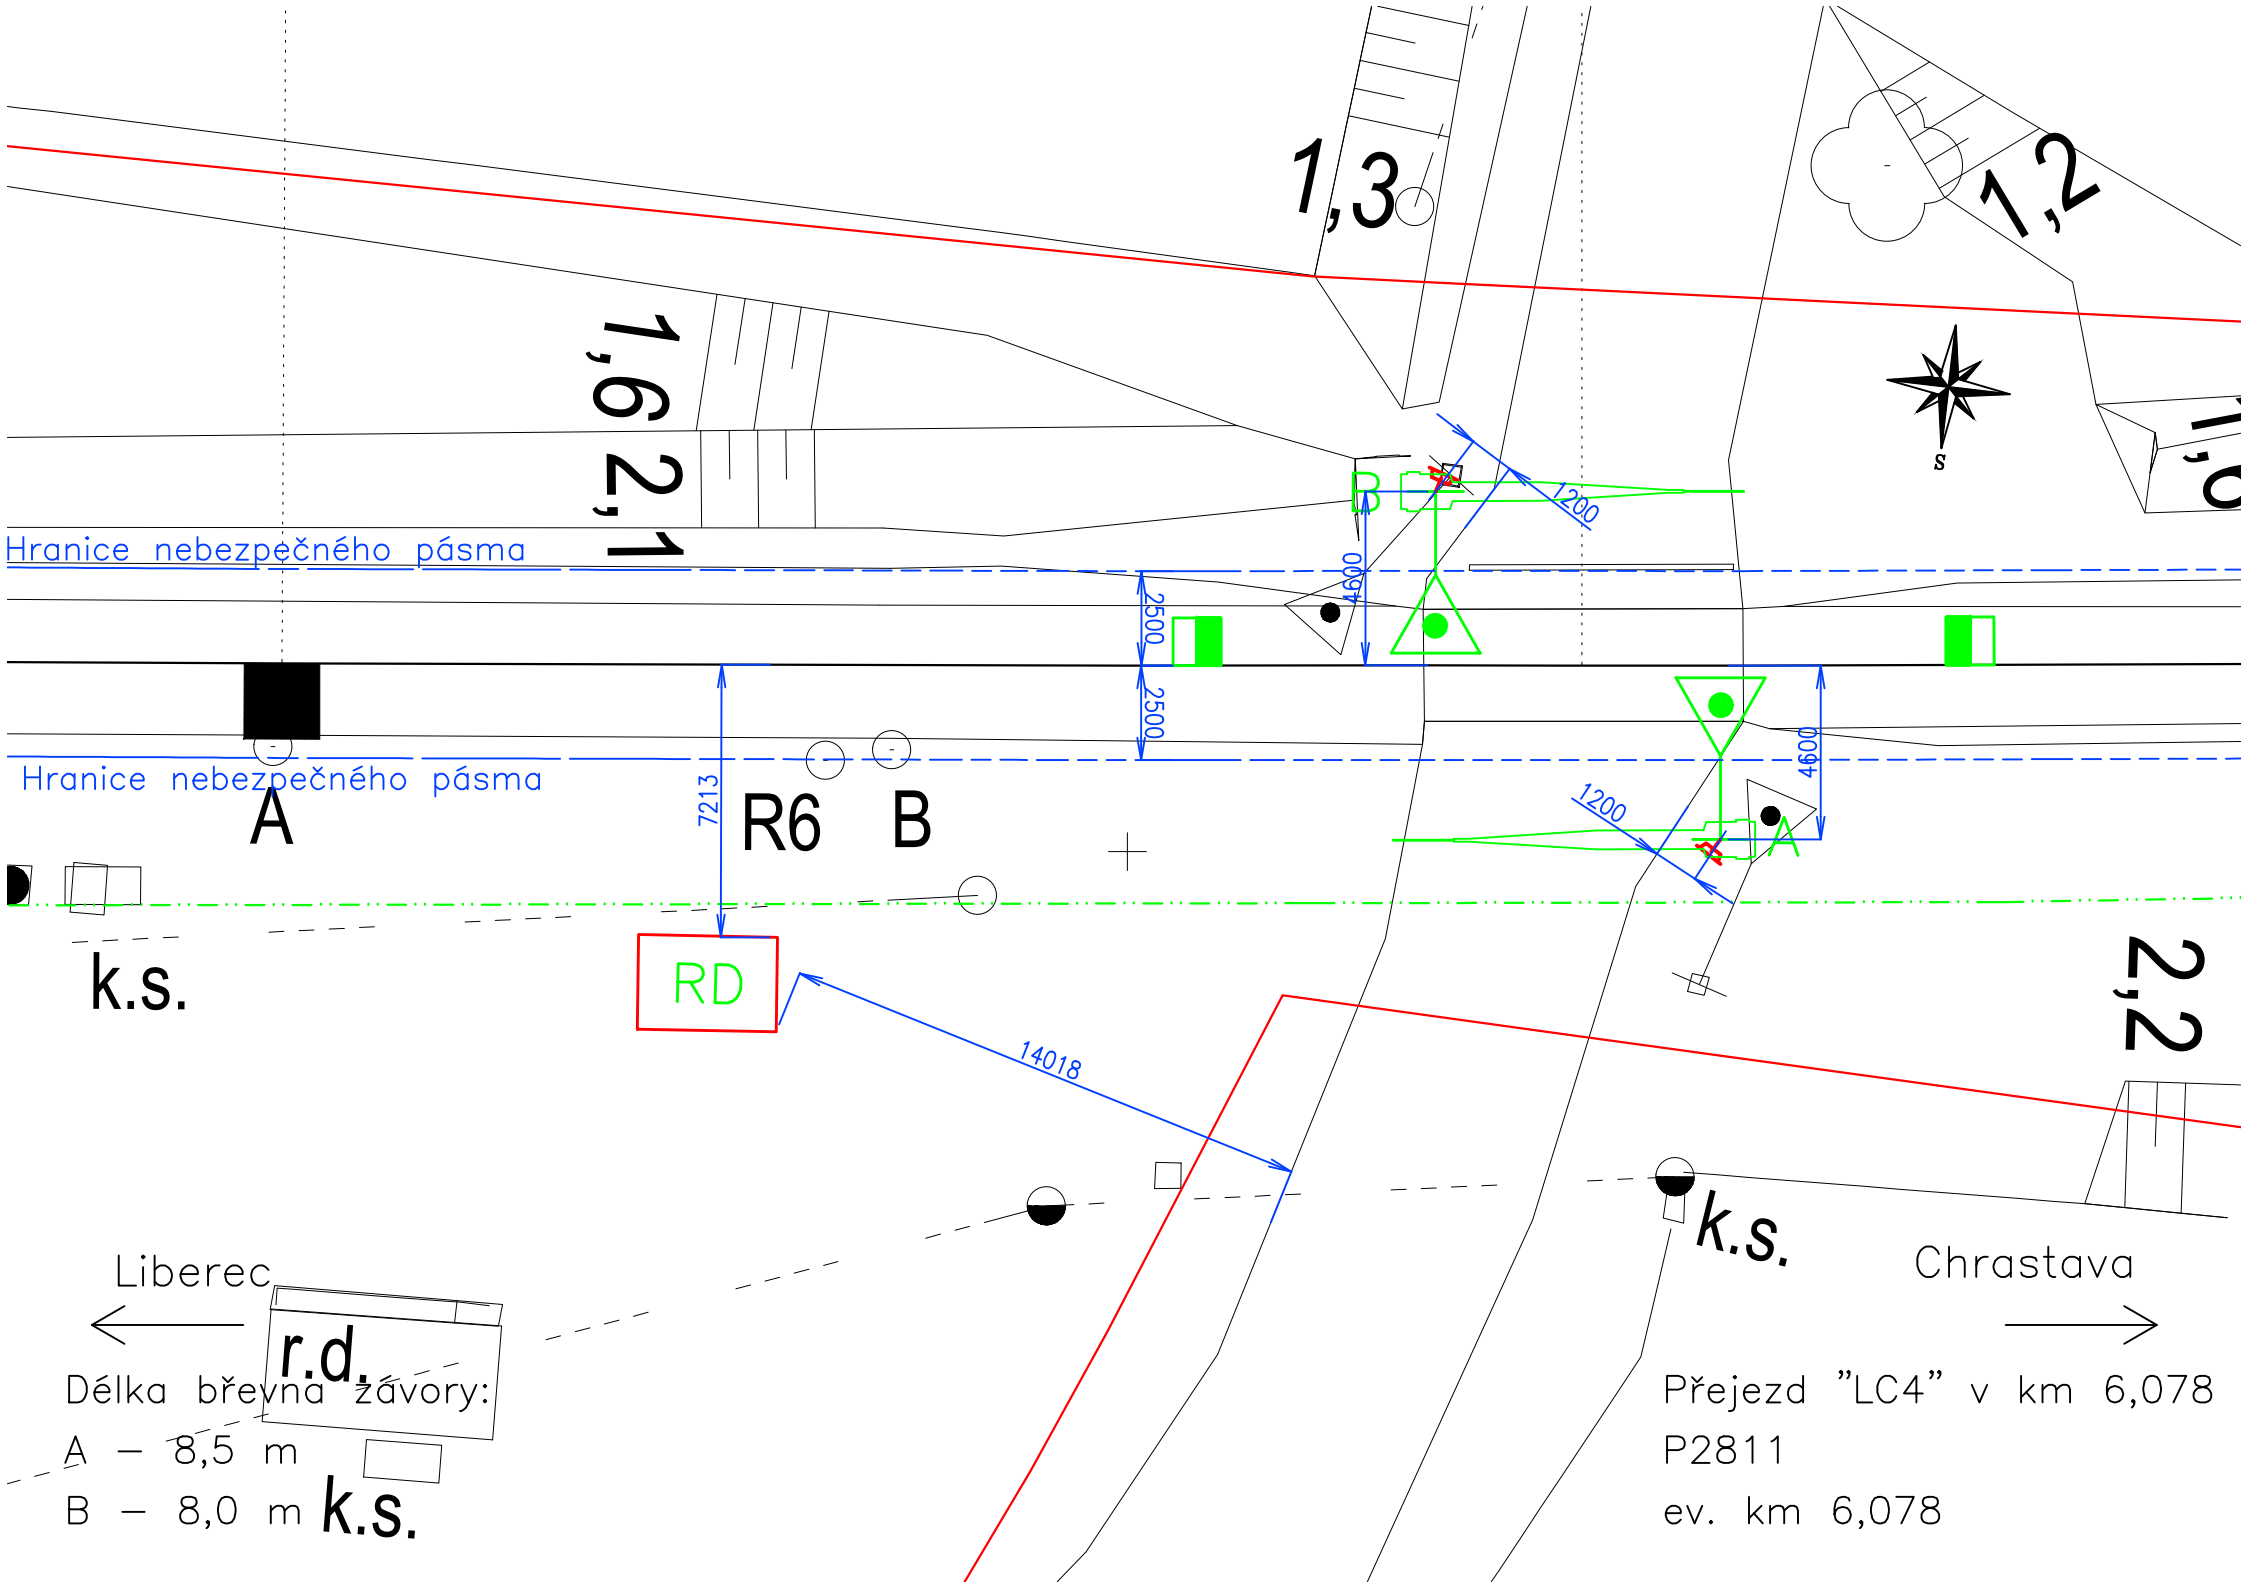 1,3
1,2
1,6
2,1
s
B
1200
Hranice nebezpečného pásma
4600
2500
2500
7213
4600
Hranice nebezpečného pásma
A
R6
B
1200
A
k.s.
RD
2,2
14018
k.s.
Liberec
Chrastava
r.d.
Délka břevna závory:
A – 8,5 m
B – 8,0 m
k.s.
Přejezd ”LC4” v km 6,078
P2811
ev. km 6,078